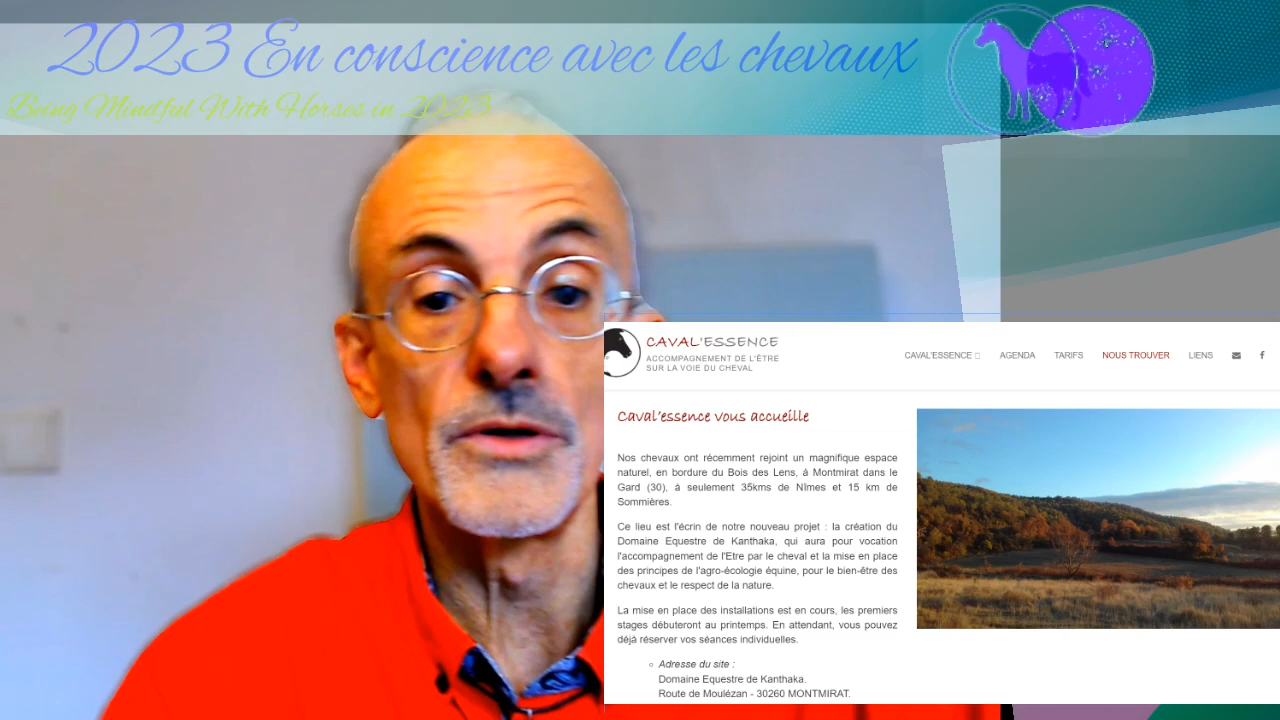 2023 En conscience avec les chevaux
Being Mindful With Horses in 2023
CAVAL'ESSENCE
ACCOMPAGNEMENT DE L'ÊTRE
SUR LA VOIE DU CHEVAL
CAVAL'ESSENCE AGENDA TARIFS NOUS TROUVER LIENS
Caval'essence vous accueille
Nos chevaux ont récemment rejoint un magnifique espace
naturel, en bordure du Bois des Lens, à Montmirat dans le
Gard (30), à seulement 35kms de Nîmes et 15 km de
Sommières.
Ce lieu est l'écrin de notre nouveau projet : la création du
Domaine Equestre de Kanthaka, qui aura pour vocation
l'accompagnement de l'Etre par le cheval et la mise en place
des principes de l'agro-écologie équine, pour le bien-être des
chevaux et le respect de la nature.
La mise en place des installations est en cours, les premiers
stages débuteront au printemps. En attendant, vous pouvez
déjà réserver vos séances individuelles.
Adresse du site :
Domaine Equestre de Kanthaka.
Route de Moulézan - 30260 MONTMIRAT.